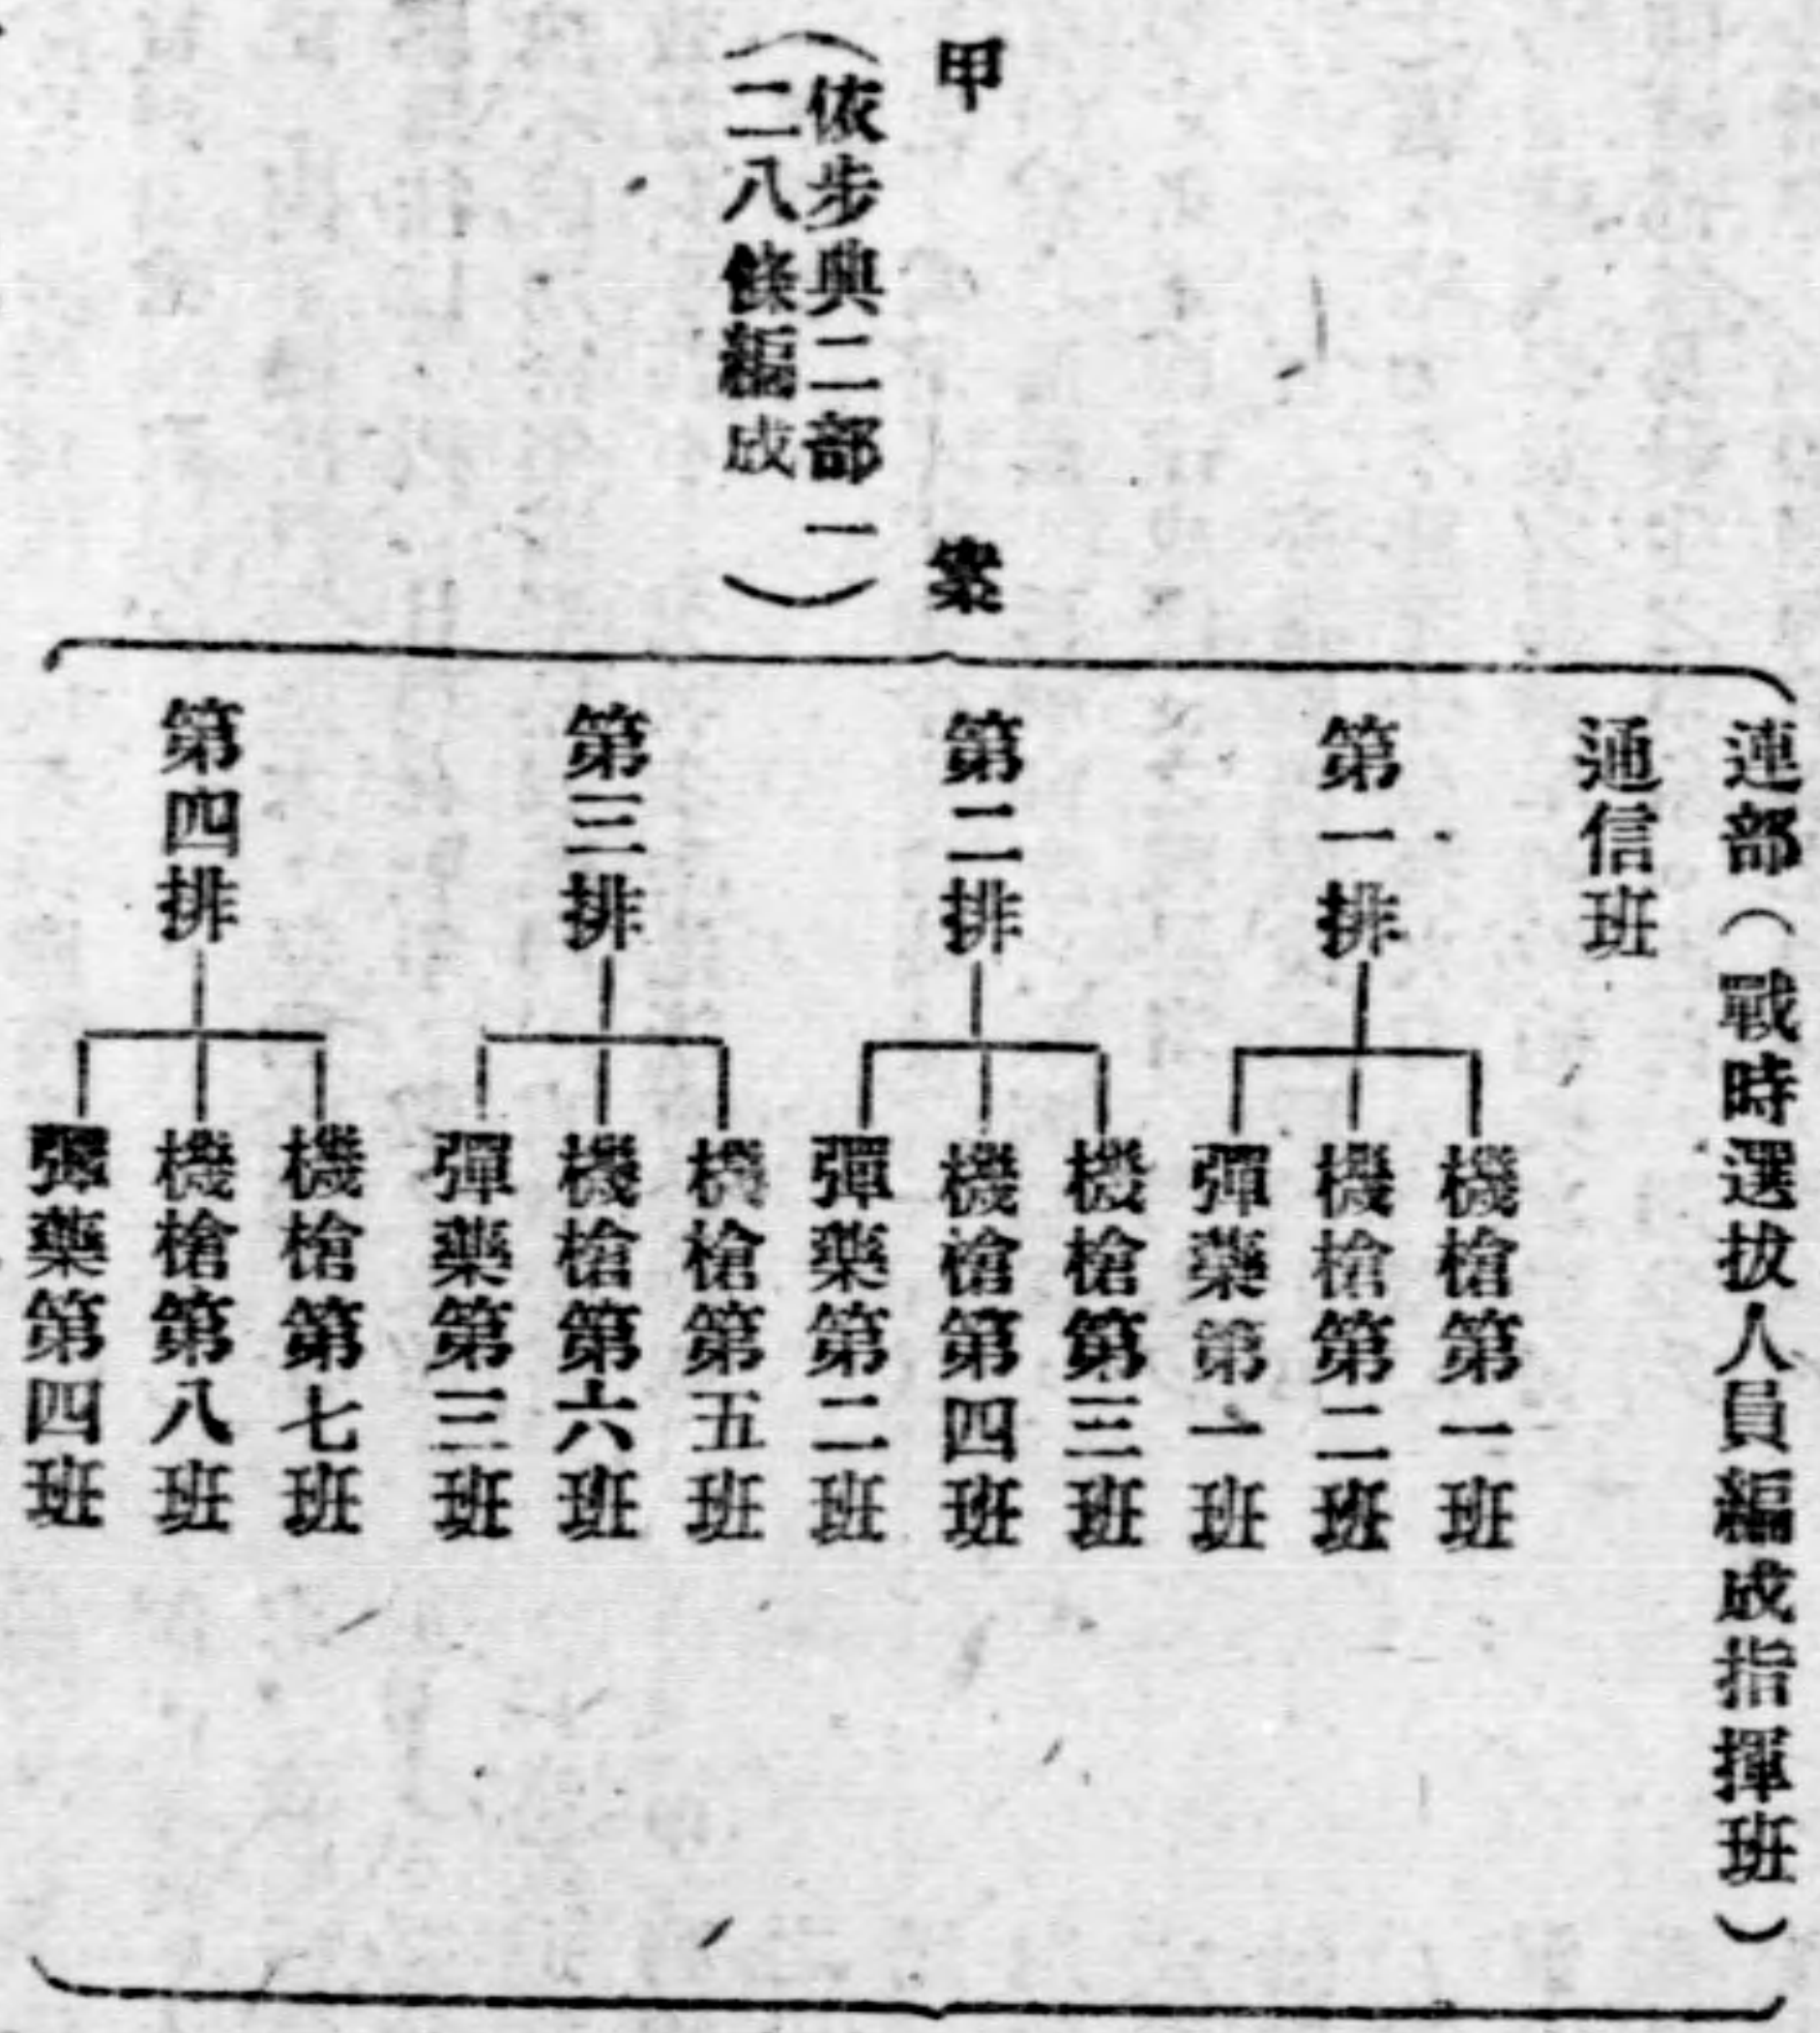 甲案
（依步興二部一
二八條編成）
連部（戰時選拔人員編成指揮班）
通信班
第一排
機槍第一班
機槍第二班
彈藥第一班
第二排
機槍第三班
機槍第四班
彈藥第二班
第三排
機槍第五班
機槍第六班
彈藥第三班
第四排
機槍第七班
機槍第八班
彈藥第四班